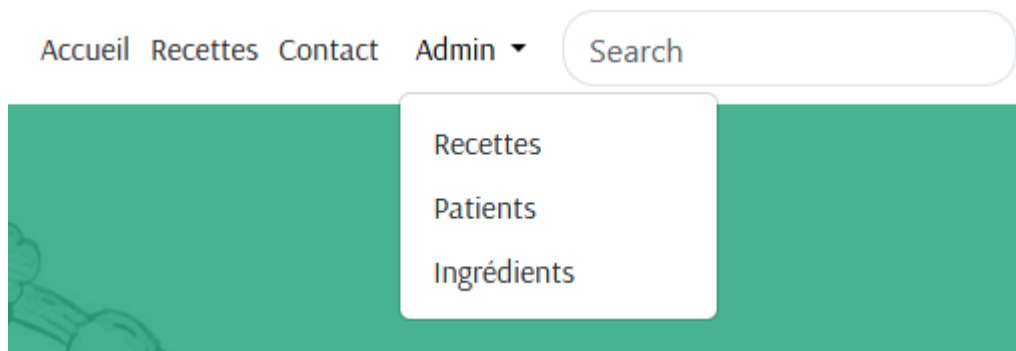 Accueil Recettes Contact Admin Search
Recettes
Patients
Ingrédients